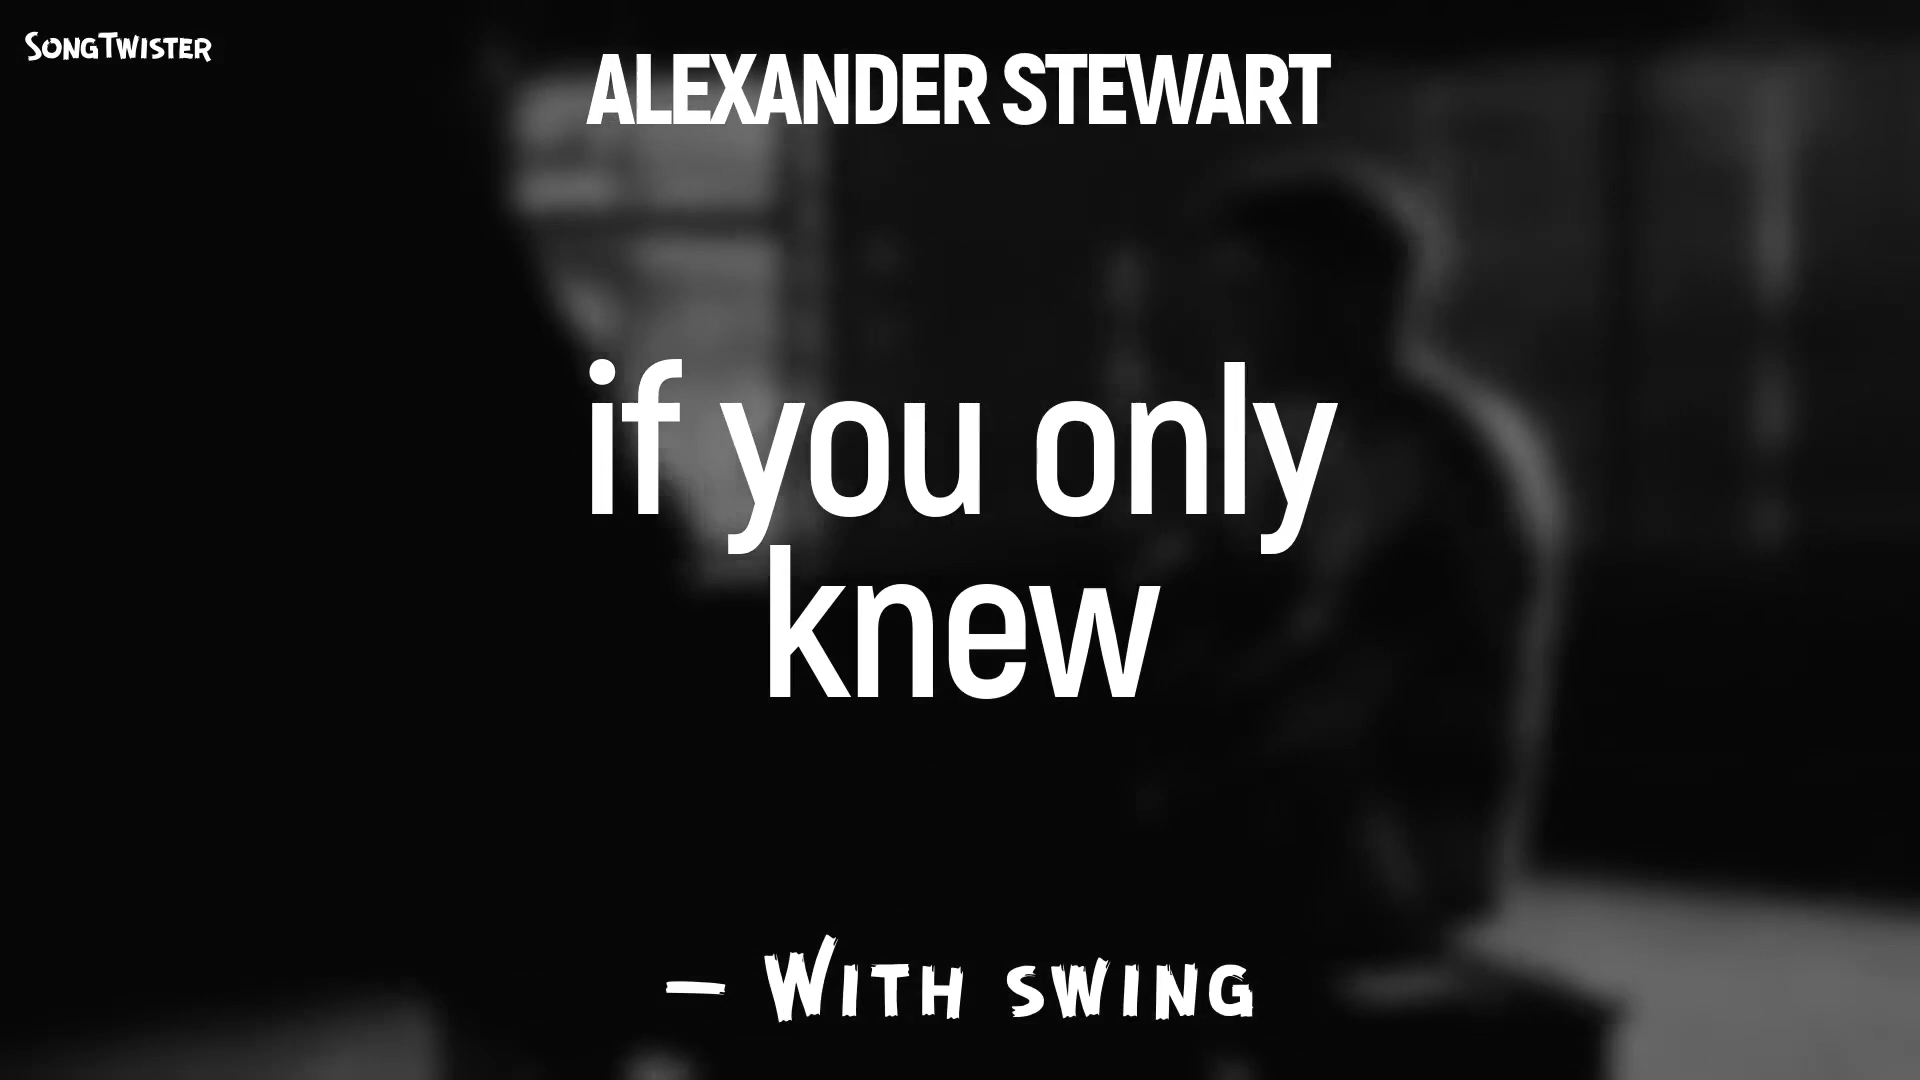 SONGTWISTER
ALEXANDER STEWART
if you only
knew
– WITH SWING